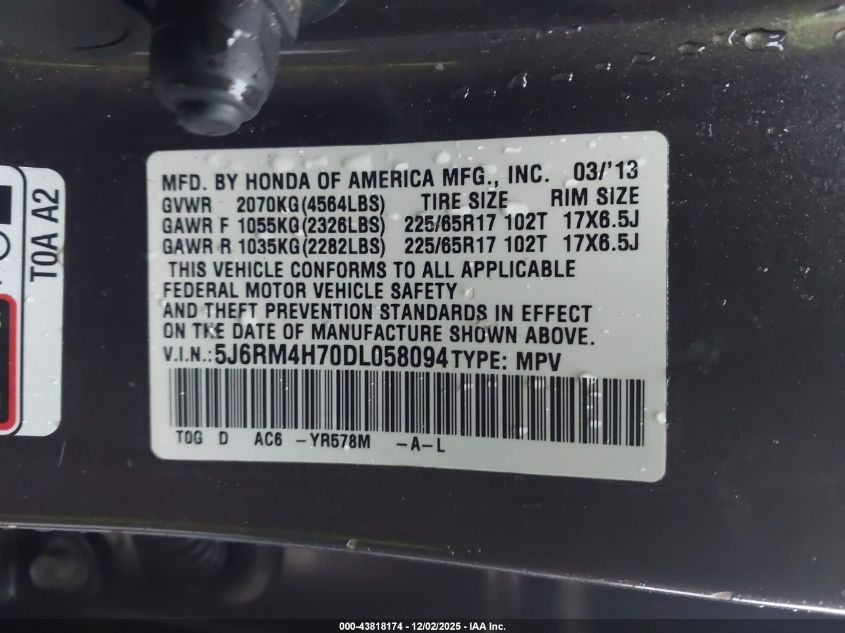 MFD. BY HONDA OF AMERICA MFG., INC. 03/'13
GVWR 2070KG(4564LBS) TIRE SIZE RIM SIZE
GAWR F 1055KG(2326LBS) 225/65R17 102T 17X6.5J
GAWR R 1035KG(2282LBS) 225/65R17 102T 17X6.5J
THIS VEHICLE CONFORMS TO ALL APPLICABLE
FEDERAL MOTOR VEHICLE SAFETY
AND THEFT PREVENTION STANDARDS IN EFFECT
ON THE DATE OF MANUFACTURE SHOWN ABOVE.
V.I.N.: 5J6RM4H70DL058094 TYPE: MPV
TOG D AC6 -YR578M -A-L
TOA A2
000-43818174 - 12/02/2025 - IAA Inc.